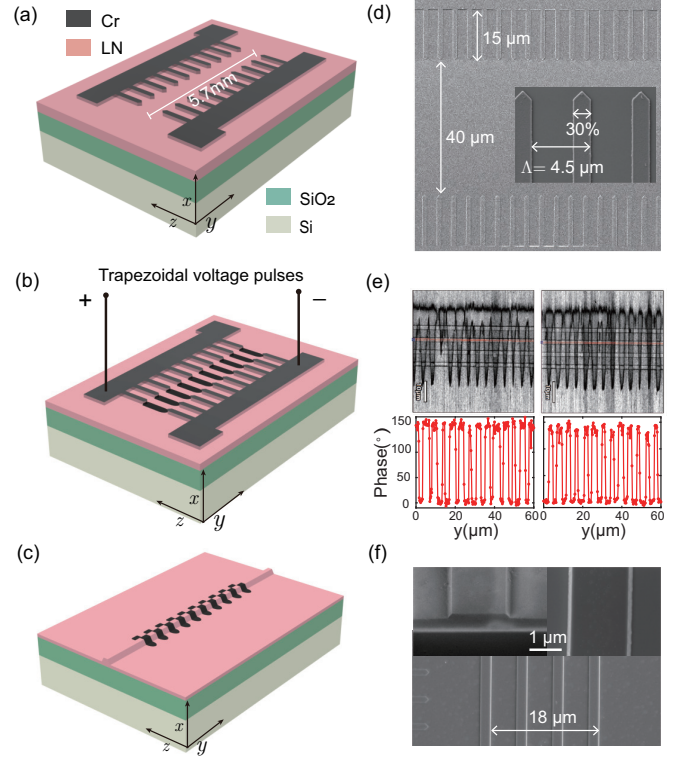 (a)
Cr
LN
5.7mm
SiO2
Si
x
z
y
(b)
Trapezoidal voltage pulses
+
−
x
z
y
(c)
x
z
y
(d)
15 µm
40 µm
30%
Λ= 4.5 µm
(e)
150
100
50
0
Phase(°)
0 20 40 60
0 20 40 60
y(µm)
y(µm)
(f)
1 µm
18 µm